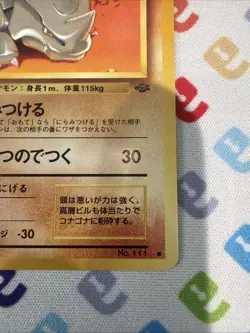 モン：身長1m、体重115kg
つける
て「おもて」なら「にらみつける」を受けた相手
は、次の相手の番にワザをつかえない。
つのでつく 30
にげる
ジ -30
頭は悪いが力は強く、
高層ビルも体当たりで
コナゴナに粉砕する。
No. 111 ●